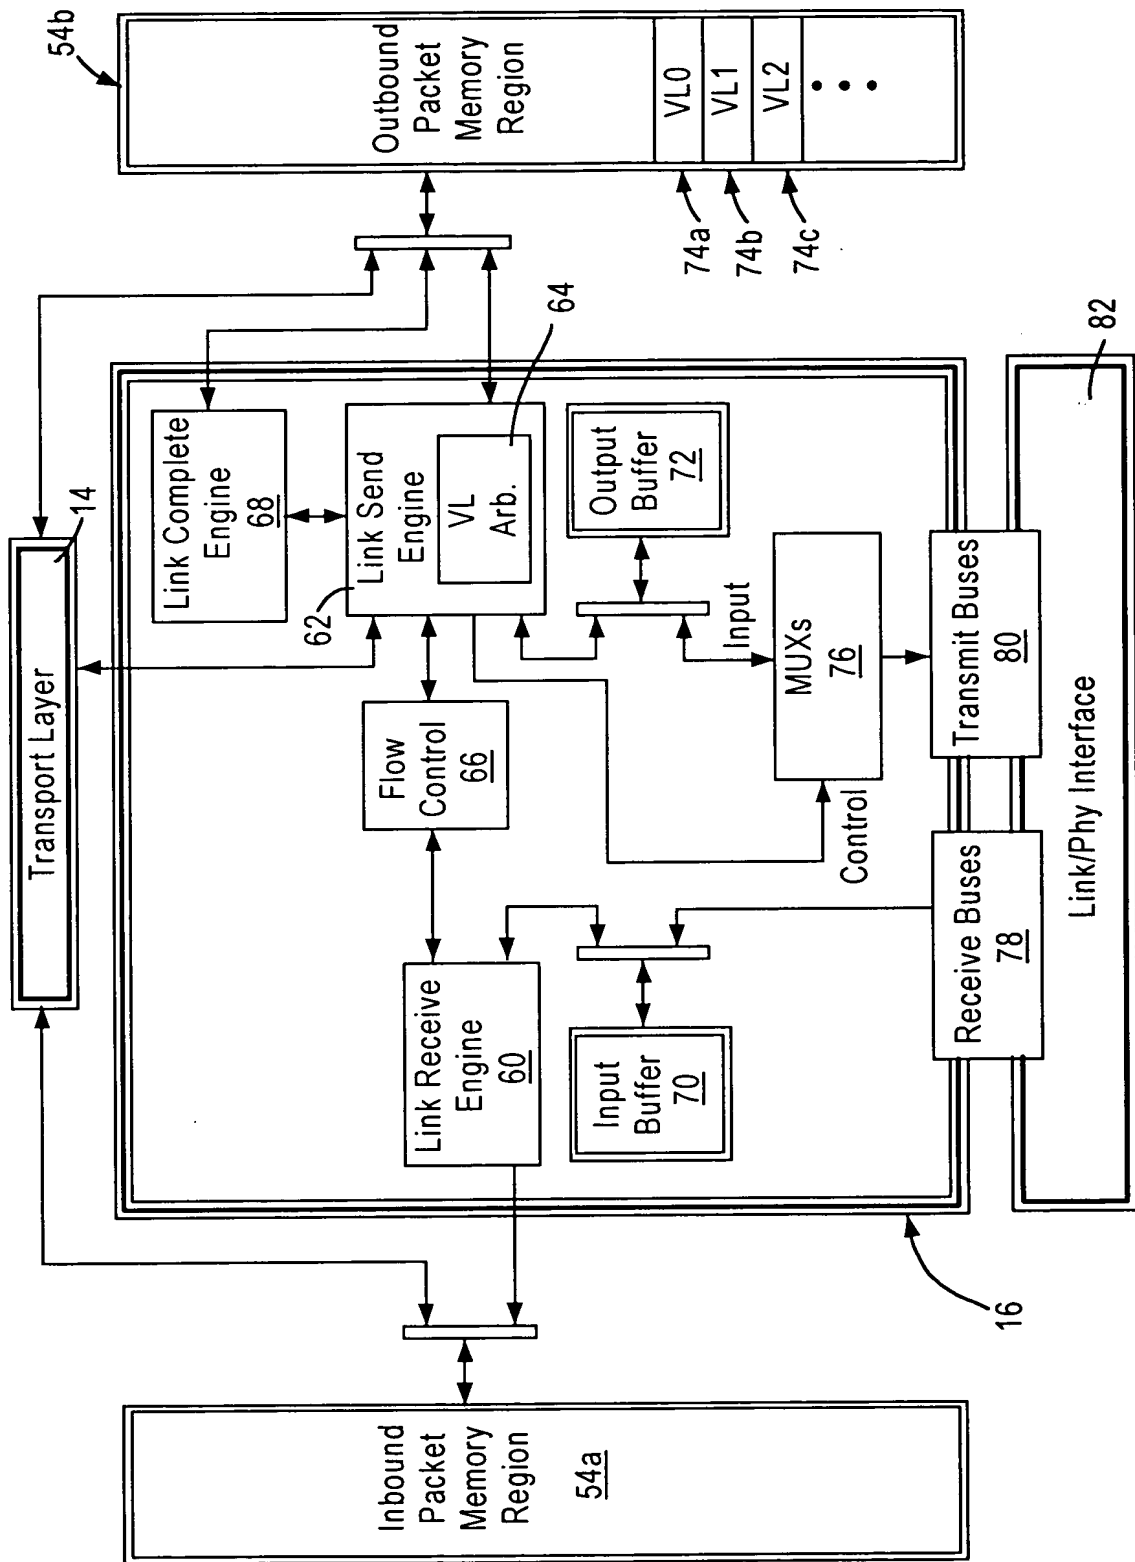 Transport Layer
14
Inbound
Packet
Memory
Region
54a
Link Receive
Engine
60
Input
Buffer
70
Flow
Control
66
Link Complete
Engine
68
62
Link Send
Engine
VL
Arb.
64
Output
Buffer
72
Input
MUXs
76
Control
Receive Buses
78
Transmit Buses
80
Link/Phy Interface
82
16
54b
Outbound
Packet
Memory
Region
VL0
VL1
VL2
74a
74b
74c